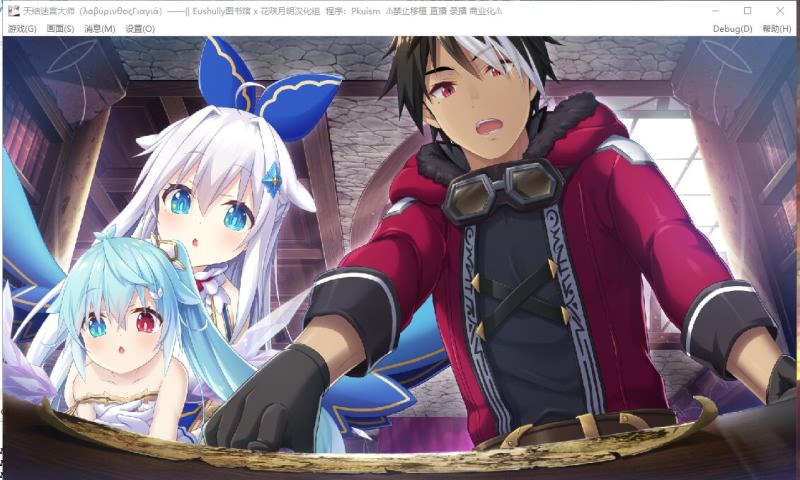 天结迷宫大师（λαβύρινθοςΓιαγιά）——|| Eushully图书馆 x 花咲月明汉化组 程序：Pkuism ⚠禁止移植 直播 录播 商业化⚠
游戏(G) 画面(S) 消息(M) 设置(O) Debug(D) 帮助(H)